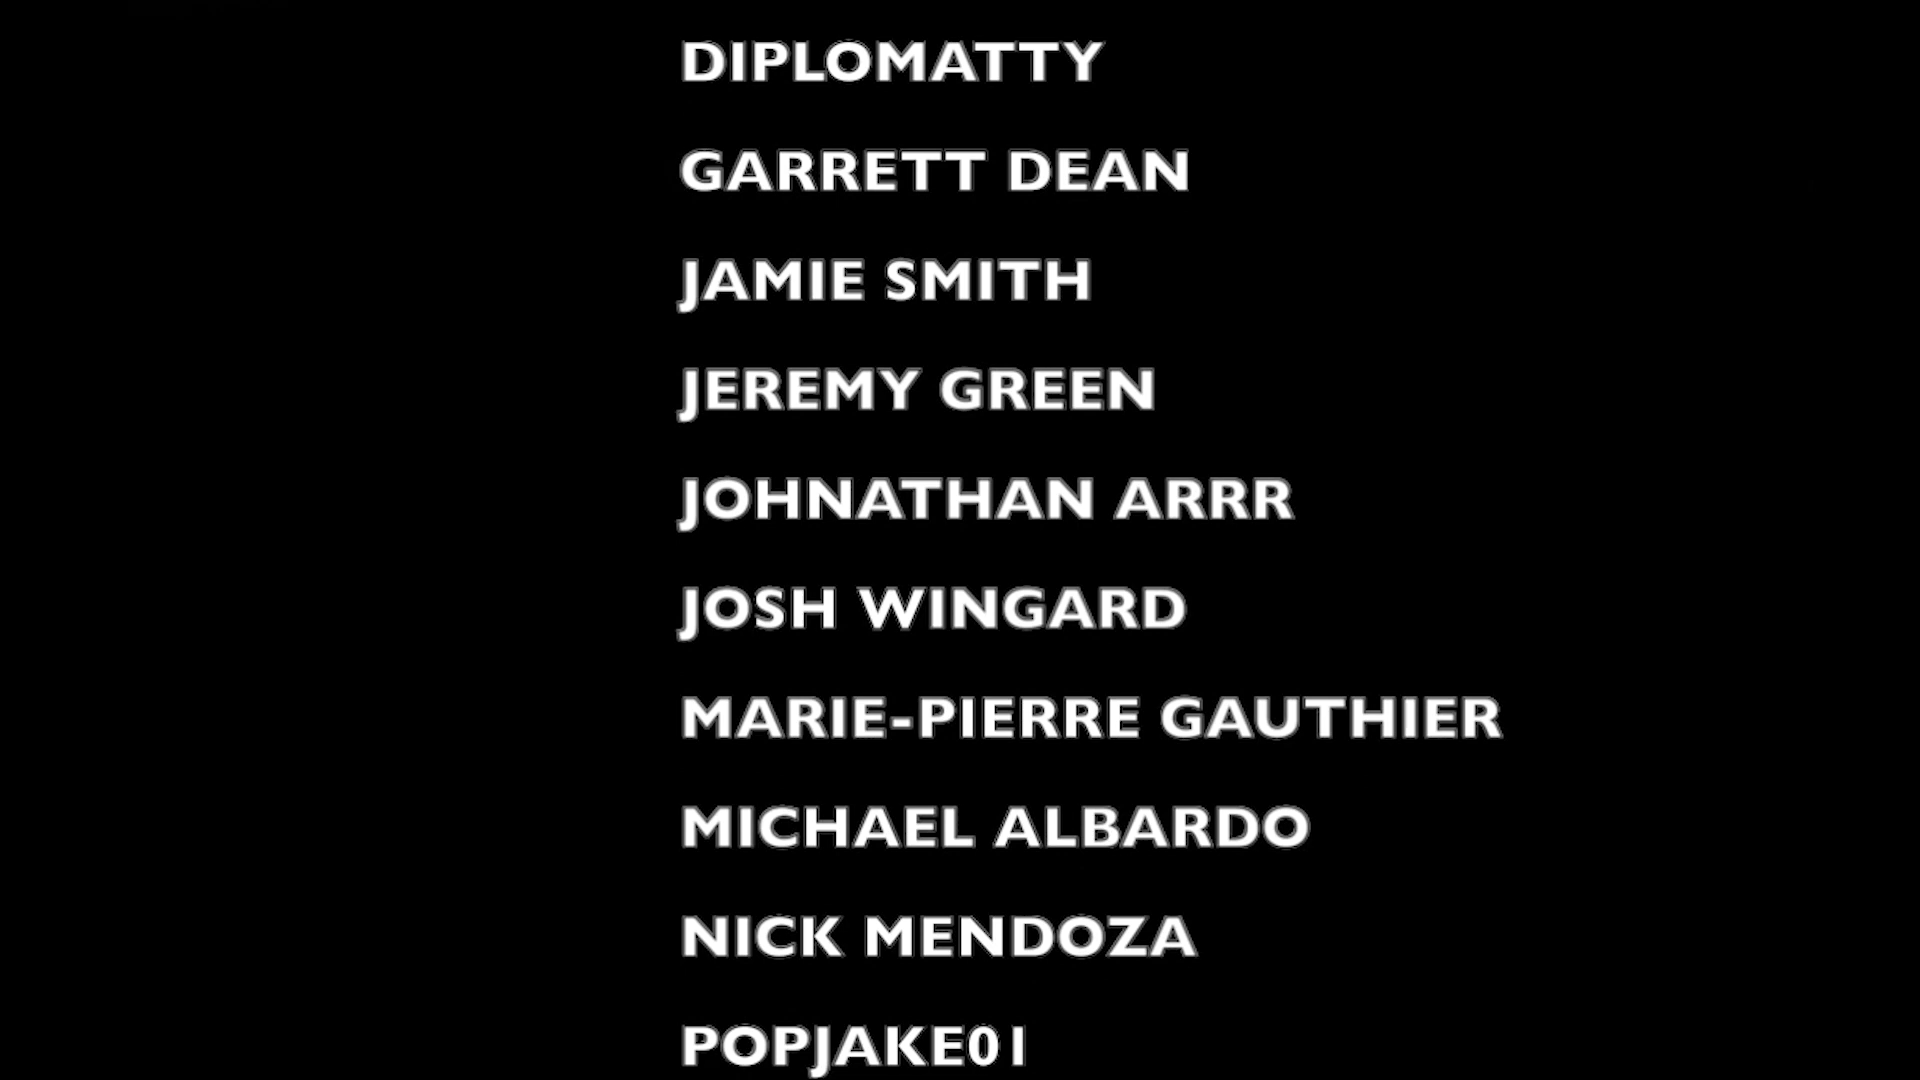 DIPLOMATTY
GARRETT DEAN
JAMIE SMITH
JEREMY GREEN
JOHNATHAN ARRR
JOSH WINGARD
MARIE-PIERRE GAUTHIER
MICHAEL ALBARDO
NICK MENDOZA
POPJAKE01